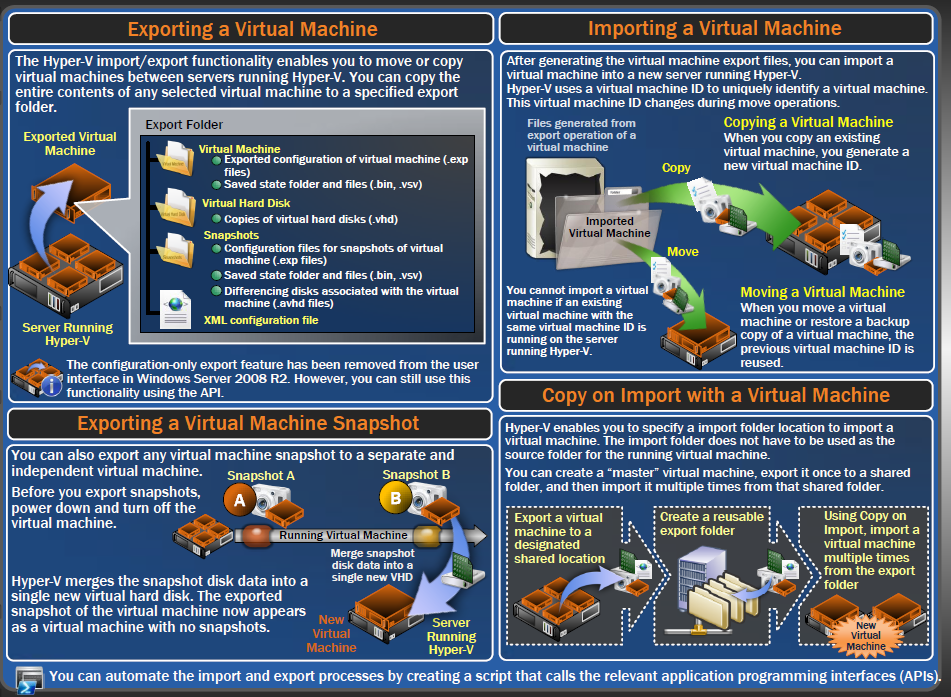 Exporting a Virtual Machine
The Hyper-V import/export functionality enables you to move or copy
virtual machines between servers running Hyper-V. You can copy the
entire contents of any selected virtual machine to a specified export
folder.
Exported Virtual
Machine
Server Running
Hyper-V
Export Folder
Virtual Machine
Exported configuration of virtual machine (.exp
files)
Saved state folder and files (.bin, .vsv)
Virtual Hard Disk
Copies of virtual hard disks (.vhd)
Snapshots
Configuration files for snapshots of virtual
machine (.exp files)
Saved state folder and files (.bin, .vsv)
Differencing disks associated with the virtual
machine (.avhd files)
XML configuration file
The configuration-only export feature has been removed from the user
interface in Windows Server 2008 R2. However, you can still use this
functionality using the API.
Importing a Virtual Machine
After generating the virtual machine export files, you can import a
virtual machine into a new server running Hyper-V.
Hyper-V uses a virtual machine ID to uniquely identify a virtual machine.
This virtual machine ID changes during move operations.
Files generated from
export operation of a
virtual machine
Imported
Virtual Machine
Copy
Move
Copying a Virtual Machine
When you copy an existing
virtual machine, you generate a
new virtual machine ID.
You cannot import a virtual
machine if an existing
virtual machine with the
same virtual machine ID is
running on the server
running Hyper-V.
Moving a Virtual Machine
When you move a virtual
machine or restore a backup
copy of a virtual machine, the
previous virtual machine ID is
reused.
Exporting a Virtual Machine Snapshot
You can also export any virtual machine snapshot to a separate and
independent virtual machine.
Before you export snapshots,
power down and turn off the
virtual machine.
Snapshot A
Snapshot B
A
B
Running Virtual Machine
Merge snapshot
disk data into a
single new VHD
Hyper-V merges the snapshot disk data into a
single new virtual hard disk. The exported
snapshot of the virtual machine now appears
as a virtual machine with no snapshots.
New
Virtual
Machine
Server
Running
Hyper-V
Copy on Import with a Virtual Machine
Hyper-V enables you to specify a import folder location to import a
virtual machine. The import folder does not have to be used as the
source folder for the running virtual machine.
You can create a “master” virtual machine, export it once to a shared
folder, and then import it multiple times from that shared folder.
Export a virtual
machine to a
designated
shared location
Create a reusable
export folder
Using Copy on
Import, import a
virtual machine
multiple times
from the export
folder
New
Virtual
Machine
You can automate the import and export processes by creating a script that calls the relevant application programming interfaces (APIs).